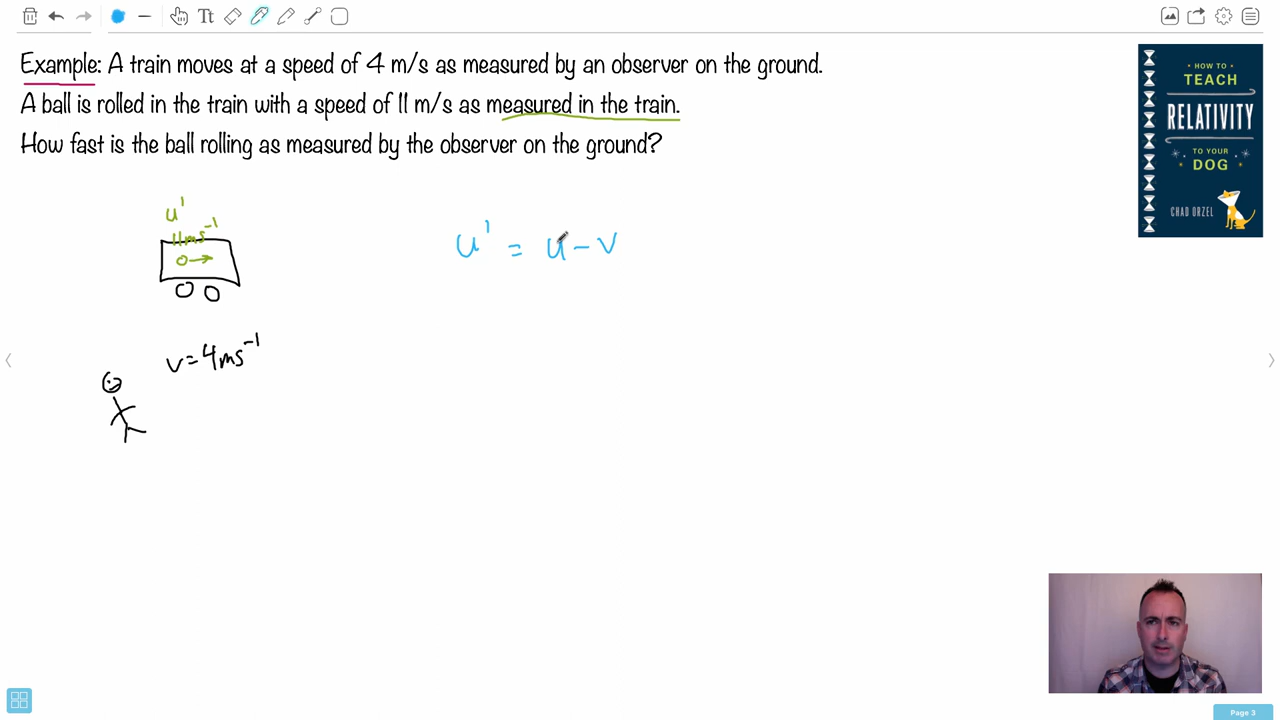 Tt
Example: A train moves at a speed of 4 m/s as measured by an observer on the ground.
A ball is rolled in the train with a speed of 11 m/s as measured in the train.
How fast is the ball rolling as measured by the observer on the ground?
HOW TO
TEACH
RELATIVITY
TO YOUR
DOG
CHAD ORZEL
u'
11ms⁻¹
u' = u - v
v=4ms⁻¹
Page 3